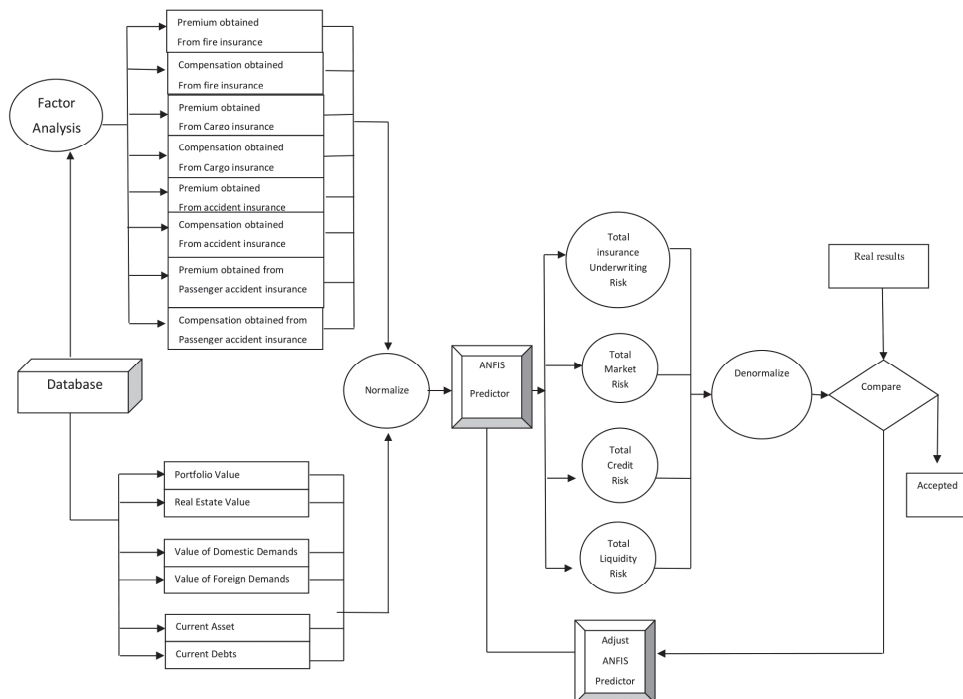 Factor
Analysis
Premium obtained
From fire insurance
Compensation obtained
From fire insurance
Premium obtained
From Cargo insurance
Compensation obtained
From Cargo insurance
Premium obtained
From accident insurance
Compensation obtained
From accident insurance
Premium obtained from
Passenger accident insurance
Compensation obtained from
Passenger accident insurance
Database
Portfolio Value
Real Estate Value
Value of Domestic Demands
Value of Foreign Demands
Current Asset
Current Debts
Normalize
ANFIS
Predictor
Total
insurance
Underwriting
Risk
Total
Market
Risk
Total
Credit
Risk
Total
Liquidity
Risk
Denormalize
Real results
Compare
Accepted
Adjust
ANFIS
Predictor